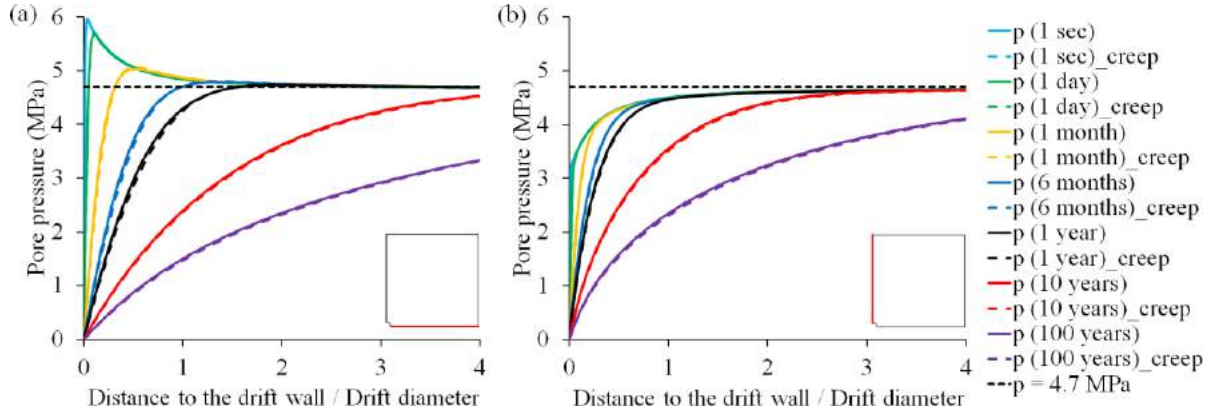 (a)
6
5
4
3
2
1
0
Pore pressure (MPa)
0 1 2 3 4
Distance to the drift wall / Drift diameter
(b)
6
5
4
3
2
1
0
Pore pressure (MPa)
0 1 2 3 4
Distance to the drift wall / Drift diameter
p (1 sec)
p (1 sec)_creep
p (1 day)
p (1 day)_creep
p (1 month)
p (1 month)_creep
p (6 months)
p (6 months)_creep
p (1 year)
p (1 year)_creep
p (10 years)
p (10 years)_creep
p (100 years)
p (100 years)_creep
p = 4.7 MPa